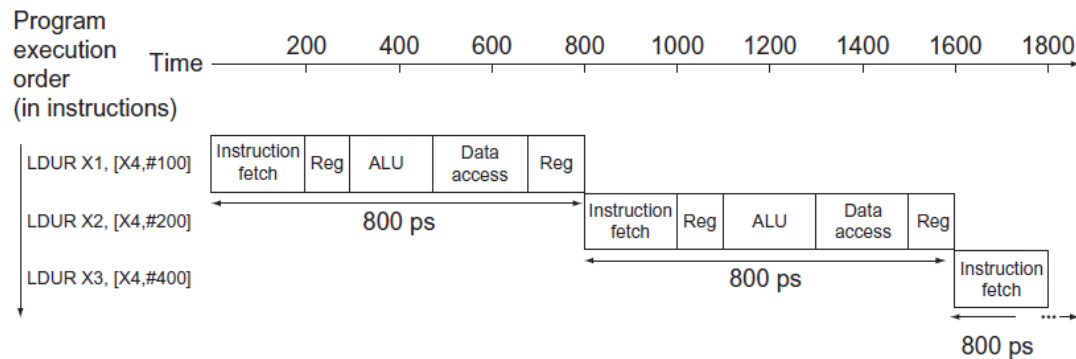 Program
execution
order
(in instructions)
Time
200 400 600 800 1000 1200 1400 1600 1800
LDUR X1, [X4,#100]
Instruction
fetch
Reg
ALU
Data
access
Reg
800 ps
LDUR X2, [X4,#200]
Instruction
fetch
Reg
ALU
Data
access
Reg
800 ps
LDUR X3, [X4,#400]
Instruction
fetch
...
800 ps